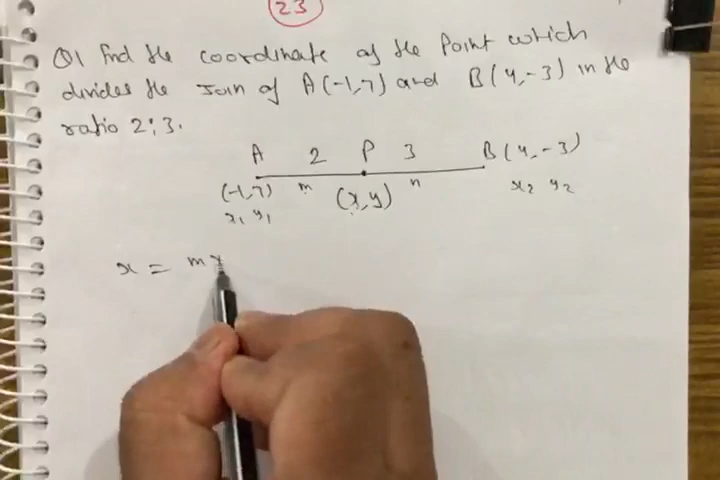 23
Q1 Find the coordinate of the Point which
divides the Join of A(-1,7) and B(4,-3) in the
ratio 2:3.
A 2 P 3 B(4,-3)
(-1,7) m (x,y) n x₂ y₂
x₁ y₁
x = mx